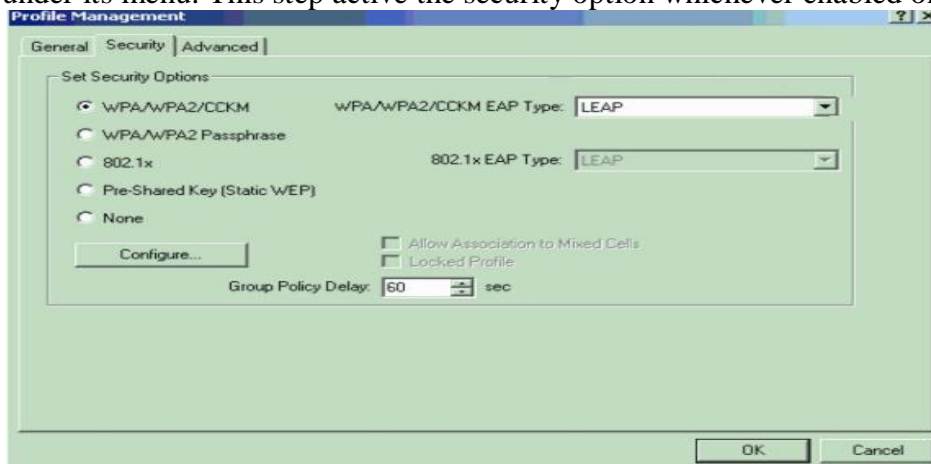 under its menu. This step active the security option whenever enabled or
Profile Management
General Security Advanced
Set Security Options
WPA/WPA2/CCKM WPA/WPA2/CCKM EAP Type: LEAP
WPA/WPA2 Passphrase
802.1x 802.1x EAP Type: LEAP
Pre-Shared Key (Static WEP)
None
Configure... Allow Association to Mixed Cells
Locked Profile
Group Policy Delay: 60 sec
OK Cancel